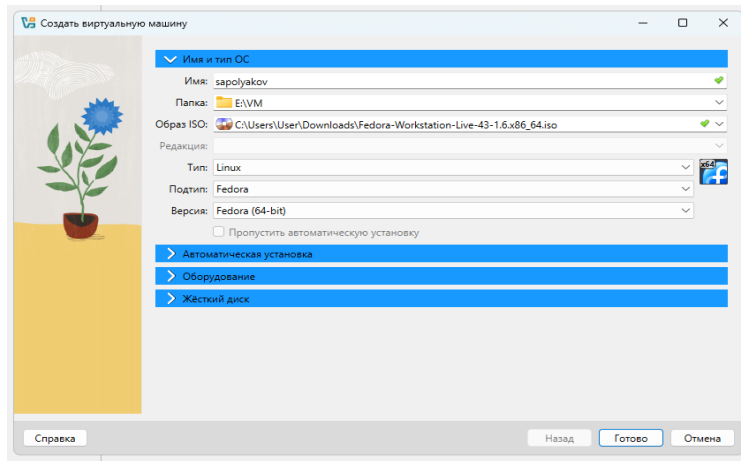 Создать виртуальную машину
Имя и тип ОС
Имя: sapolyakov
Папка: E:\VM
Образ ISO: C:\Users\User\Downloads\Fedora-Workstation-Live-43-1.6.x86_64.iso
Редакция:
Тип: Linux
x64
Подтип: Fedora
Версия: Fedora (64-bit)
Пропустить автоматическую установку
Автоматическая установка
Оборудование
Жёсткий диск
Справка Назад Готово Отмена